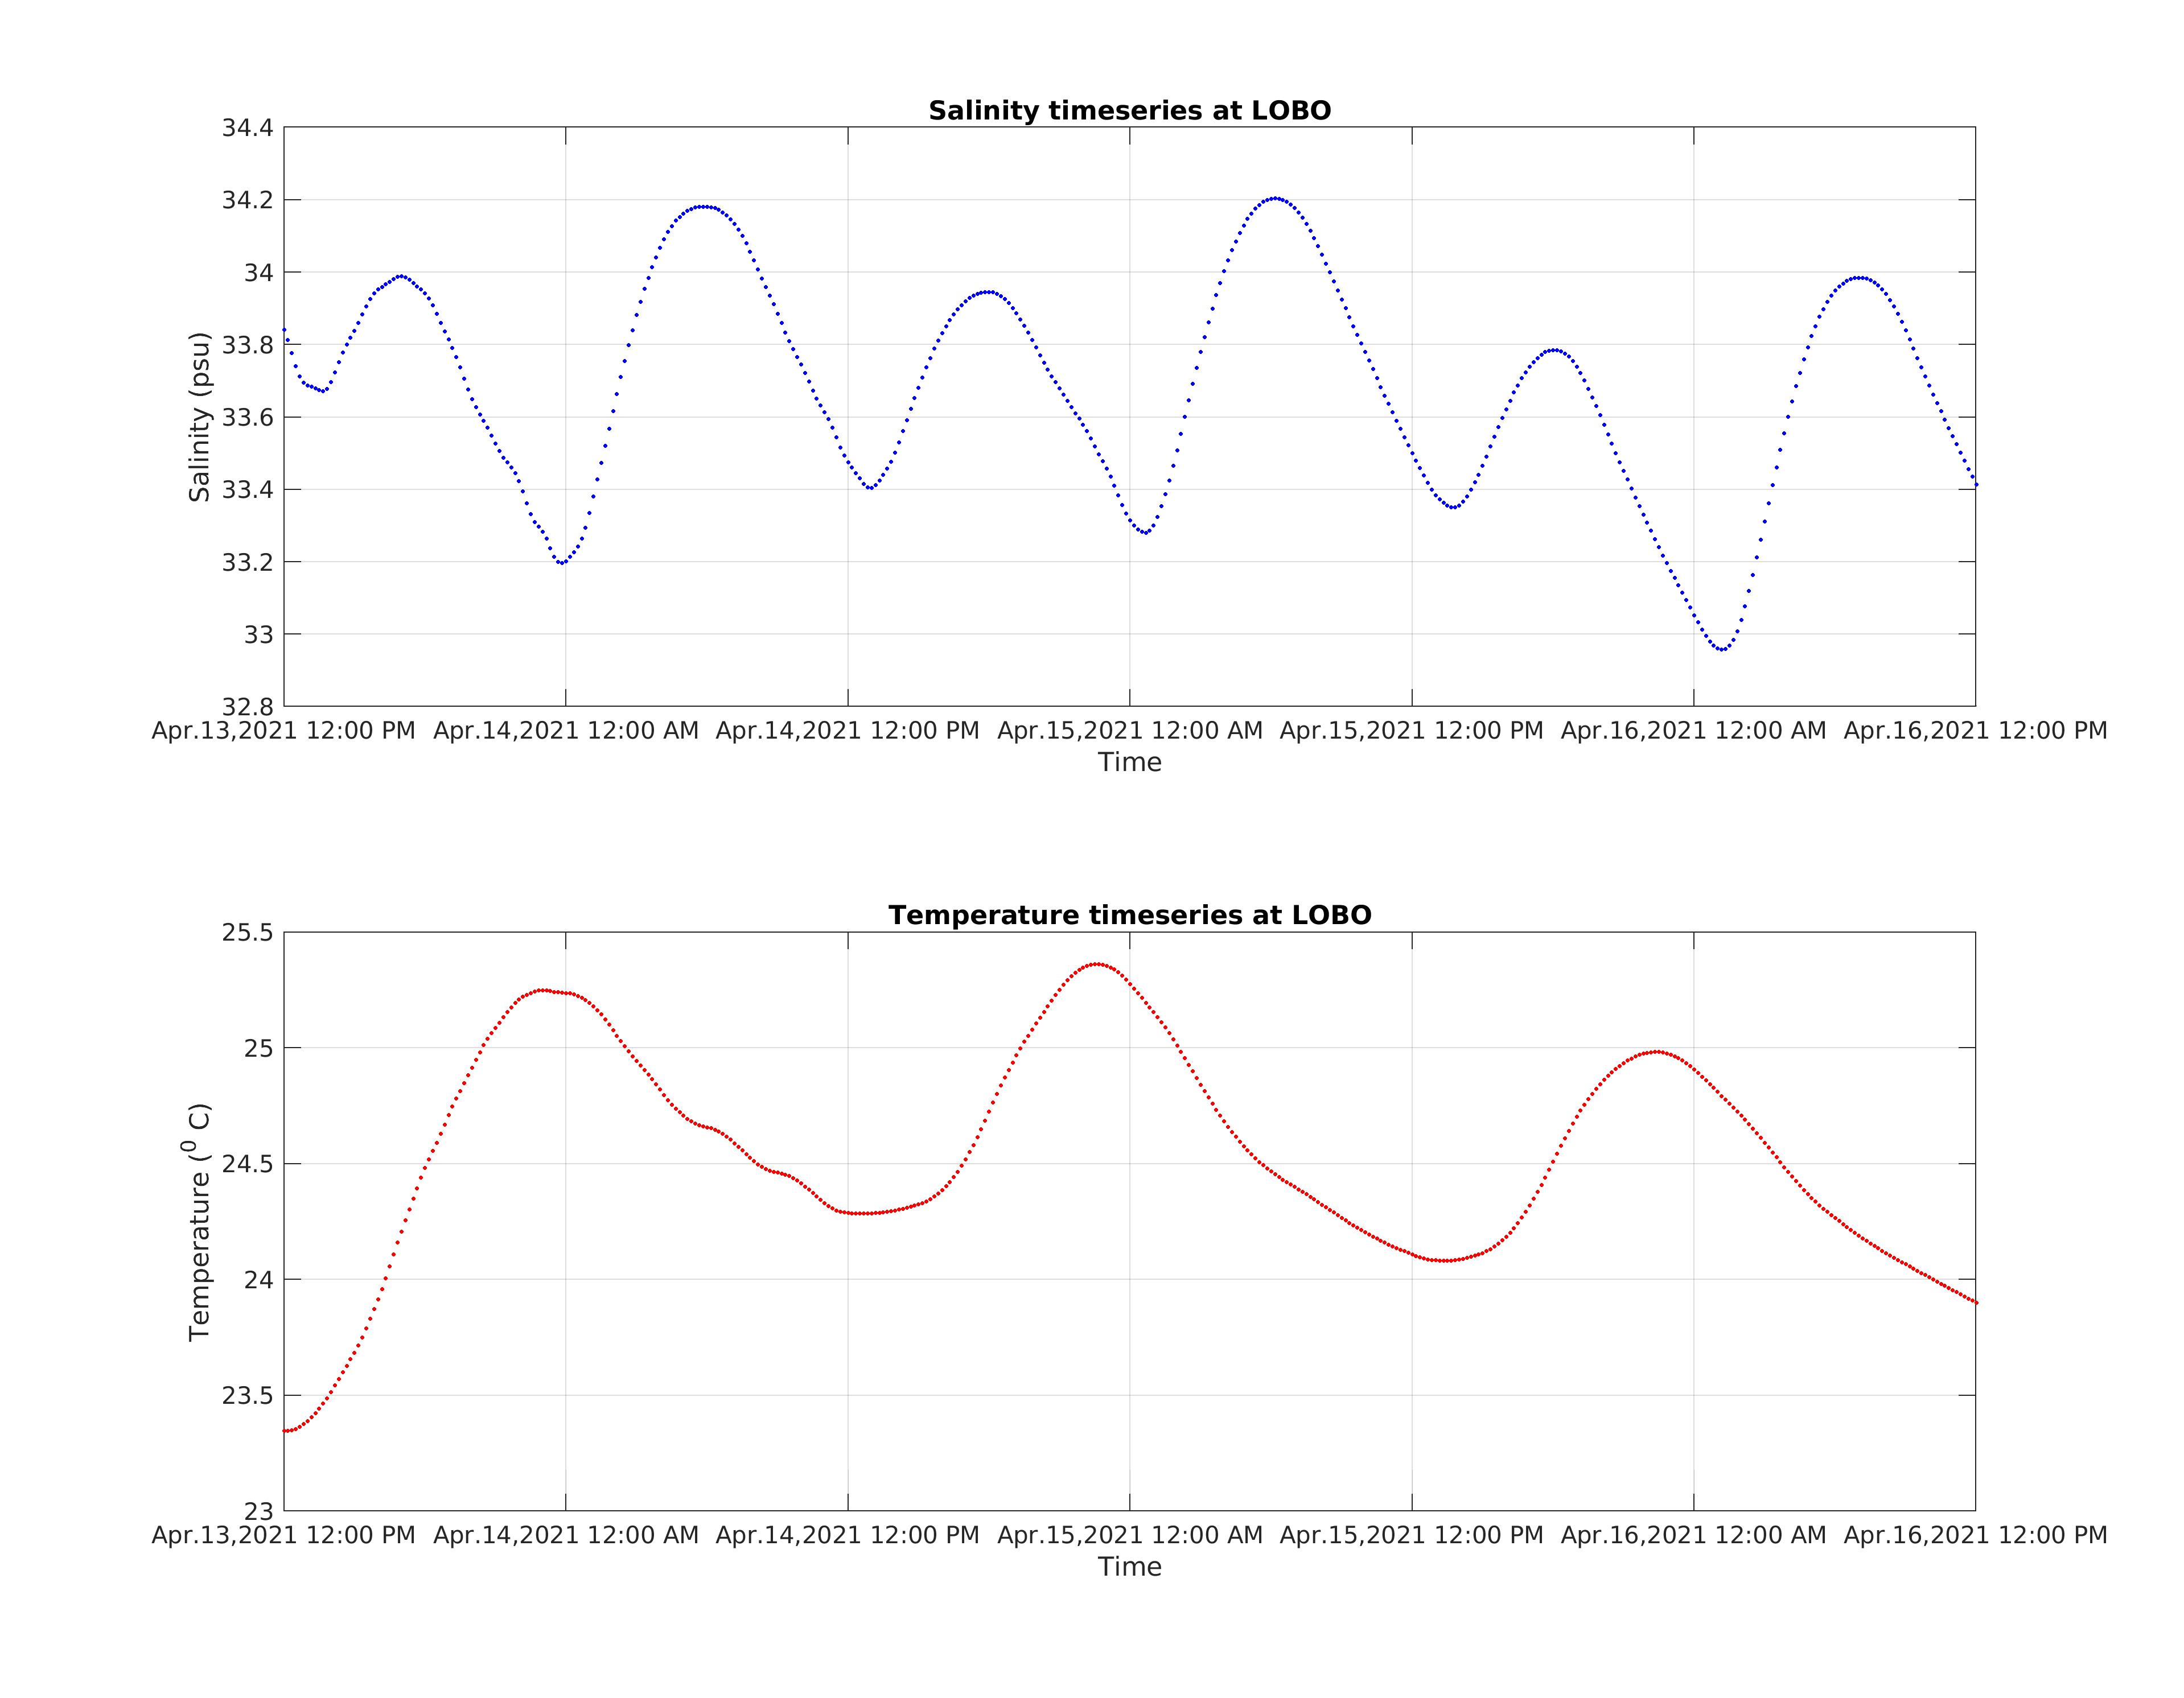 Salinity timeseries at LOBO
34.4
34.2
34
33.8
33.6
33.4
33.2
33
32.8
Salinity (psu)
Apr.13,2021 12:00 PM Apr.14,2021 12:00 AM Apr.14,2021 12:00 PM Apr.15,2021 12:00 AM Apr.15,2021 12:00 PM Apr.16,2021 12:00 AM Apr.16,2021 12:00 PM
Time
Temperature timeseries at LOBO
25.5
25
24.5
24
23.5
23
Temperature (⁰ C)
Apr.13,2021 12:00 PM Apr.14,2021 12:00 AM Apr.14,2021 12:00 PM Apr.15,2021 12:00 AM Apr.15,2021 12:00 PM Apr.16,2021 12:00 AM Apr.16,2021 12:00 PM
Time